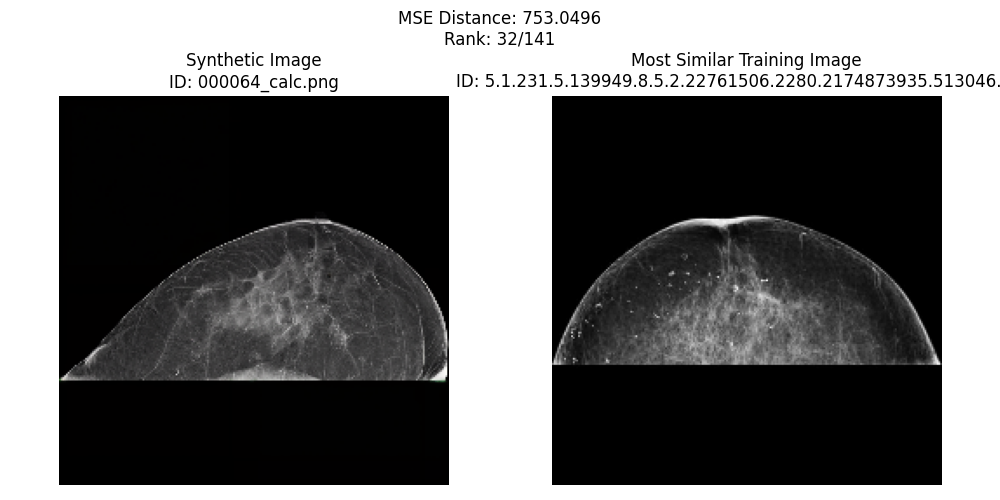 MSE Distance: 753.0496
Rank: 32/141
Synthetic Image
ID: 000064_calc.png
Most Similar Training Image
ID: 5.1.231.5.139949.8.5.2.22761506.2280.2174873935.513046.